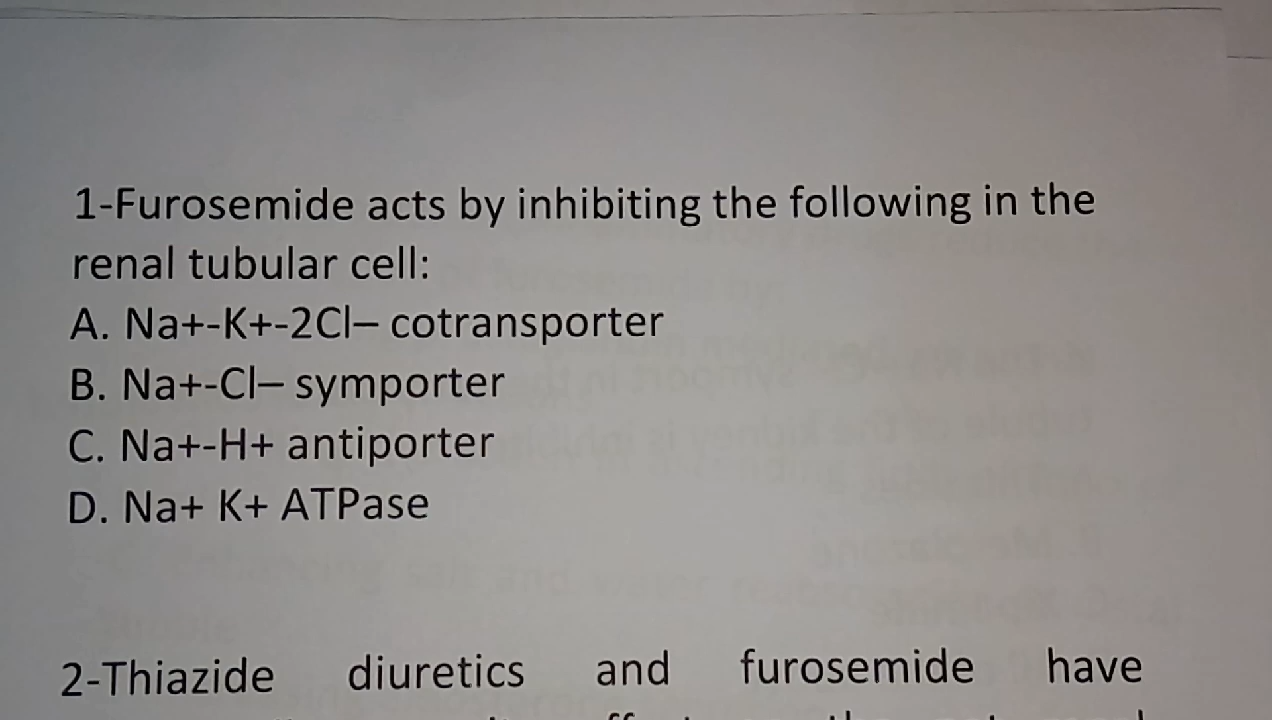 1-Furosemide acts by inhibiting the following in the
renal tubular cell:
A. Na+-K+-2Cl– cotransporter
B. Na+-Cl– symporter
C. Na+-H+ antiporter
D. Na+ K+ ATPase
2-Thiazide diuretics and furosemide have